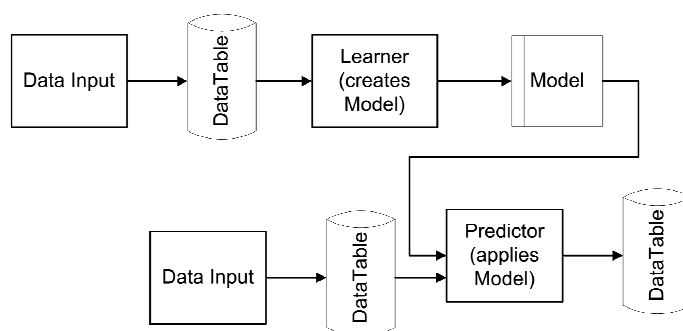 Data Input
DataTable
Learner
(creates
Model)
Model
Data Input
DataTable
Predictor
(applies
Model)
DataTable